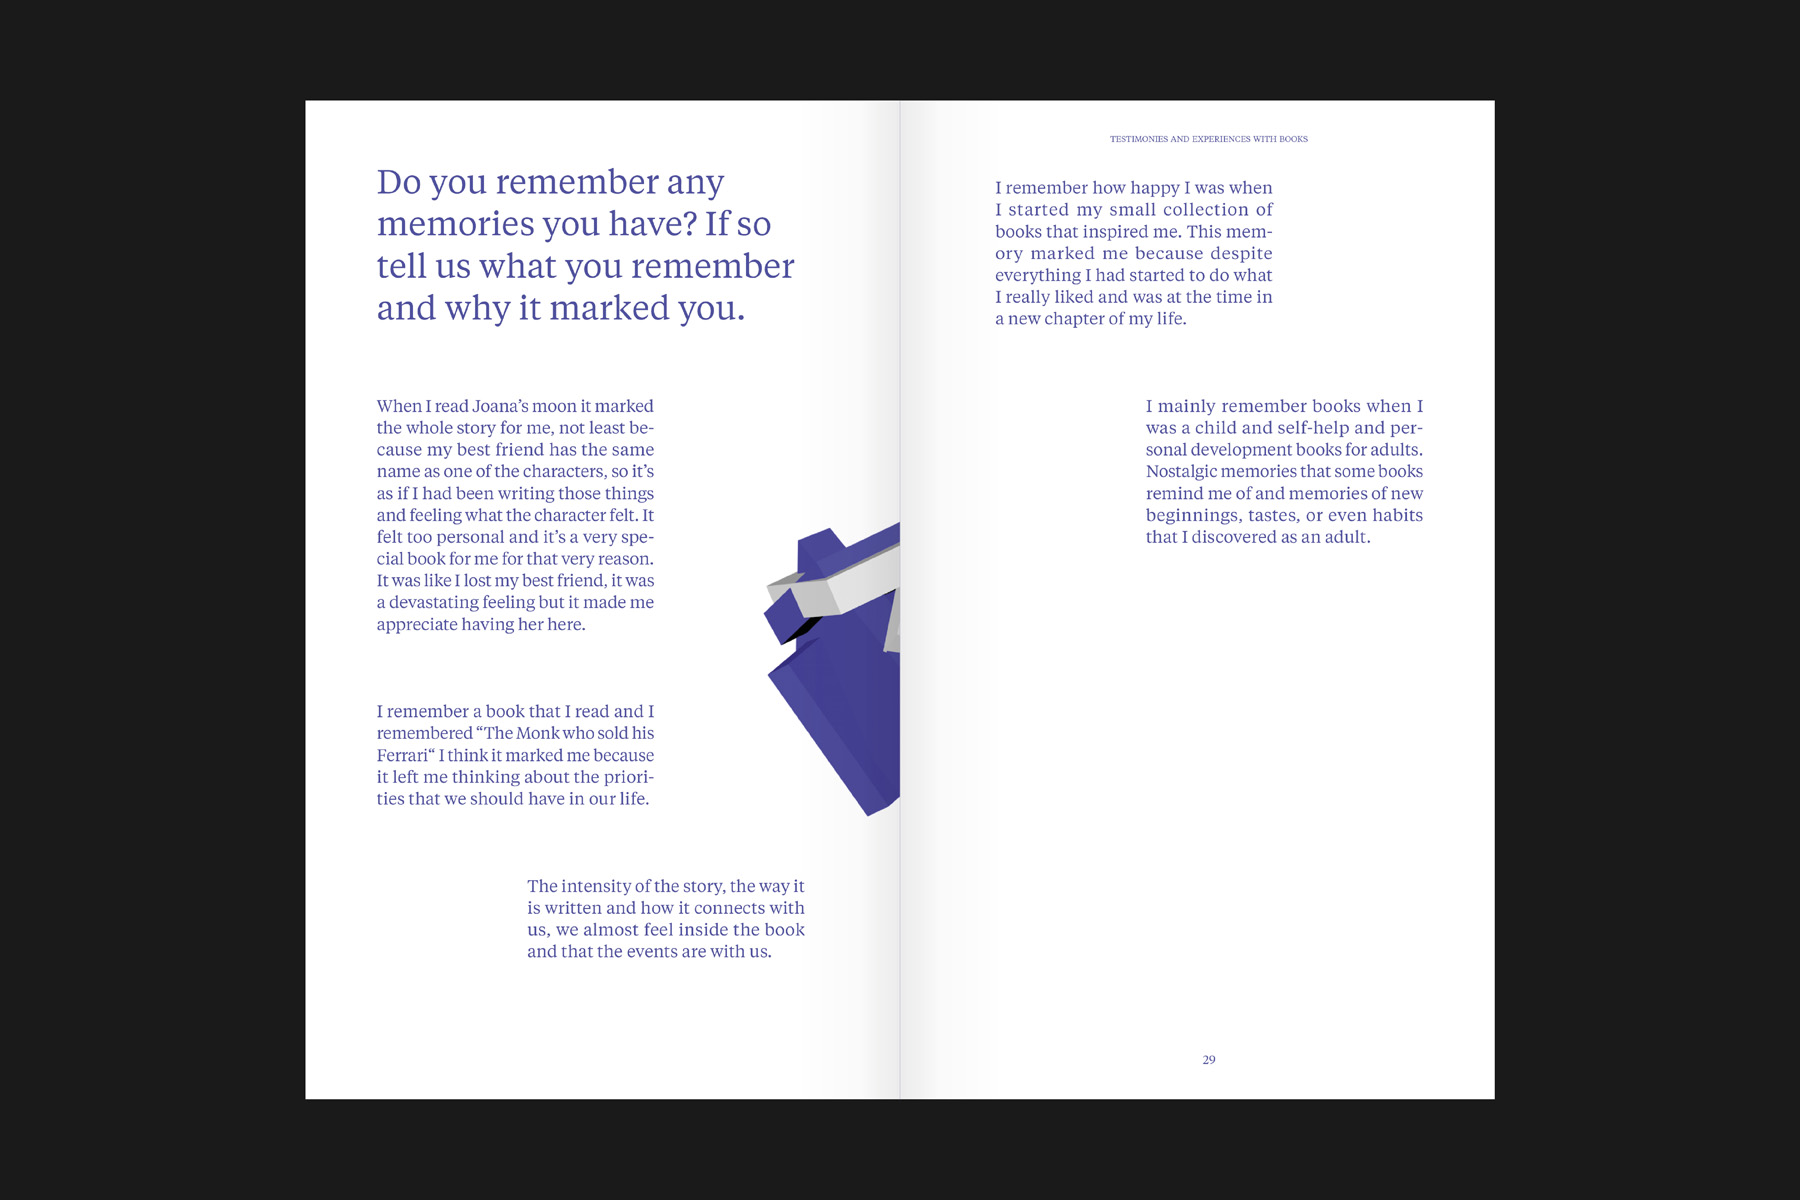 Do you remember any
memories you have? If so
tell us what you remember
and why it marked you.
When I read Joana’s moon it marked
the whole story for me, not least be-
cause my best friend has the same
name as one of the characters, so it’s
as if I had been writing those things
and feeling what the character felt. It
felt too personal and it’s a very spe-
cial book for me for that very reason.
It was like I lost my best friend, it was
a devastating feeling but it made me
appreciate having her here.
I remember a book that I read and I
remembered “The Monk who sold his
Ferrari“ I think it marked me because
it left me thinking about the priori-
ties that we should have in our life.
The intensity of the story, the way it
is written and how it connects with
us, we almost feel inside the book
and that the events are with us.
TESTIMONIES AND EXPERIENCES WITH BOOKS
I remember how happy I was when
I started my small collection of
books that inspired me. This mem-
ory marked me because despite
everything I had started to do what
I really liked and was at the time in
a new chapter of my life.
I mainly remember books when I
was a child and self-help and per-
sonal development books for adults.
Nostalgic memories that some books
remind me of and memories of new
beginnings, tastes, or even habits
that I discovered as an adult.
29